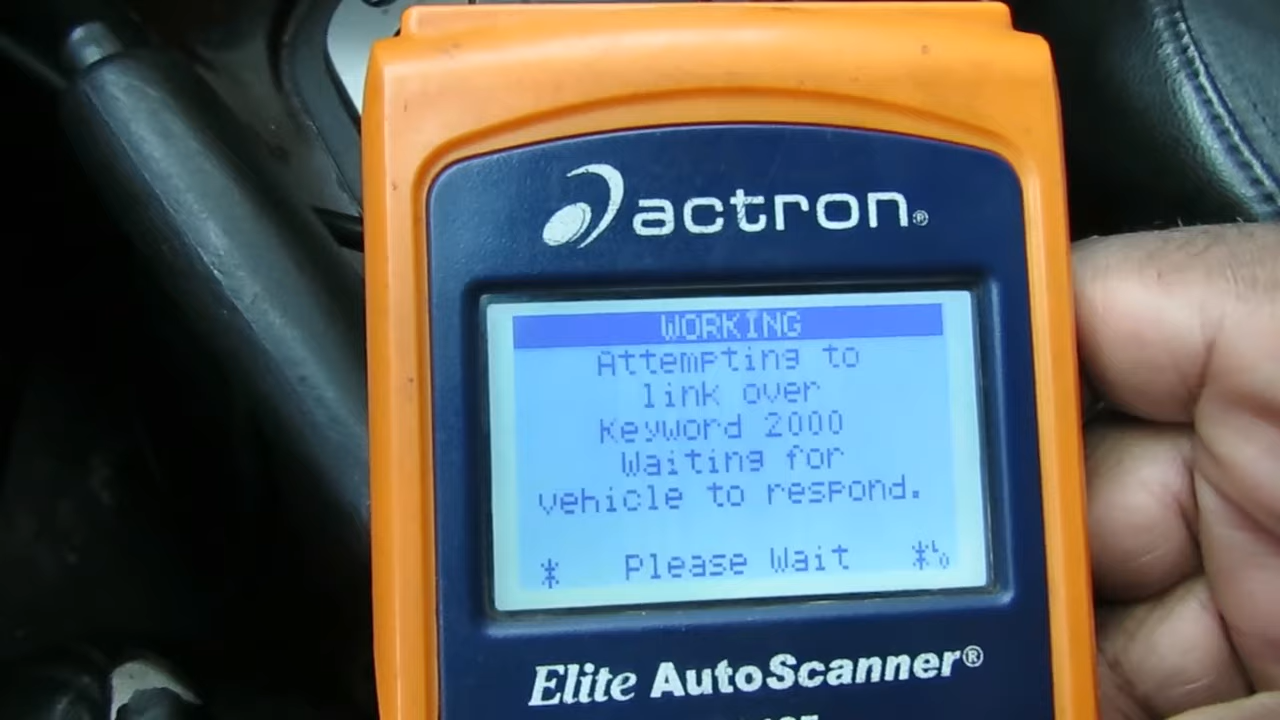 actron®
WORKING
Attempting to
link over
Keyword 2000
Waiting for
vehicle to respond.
Please Wait
Elite AutoScanner®